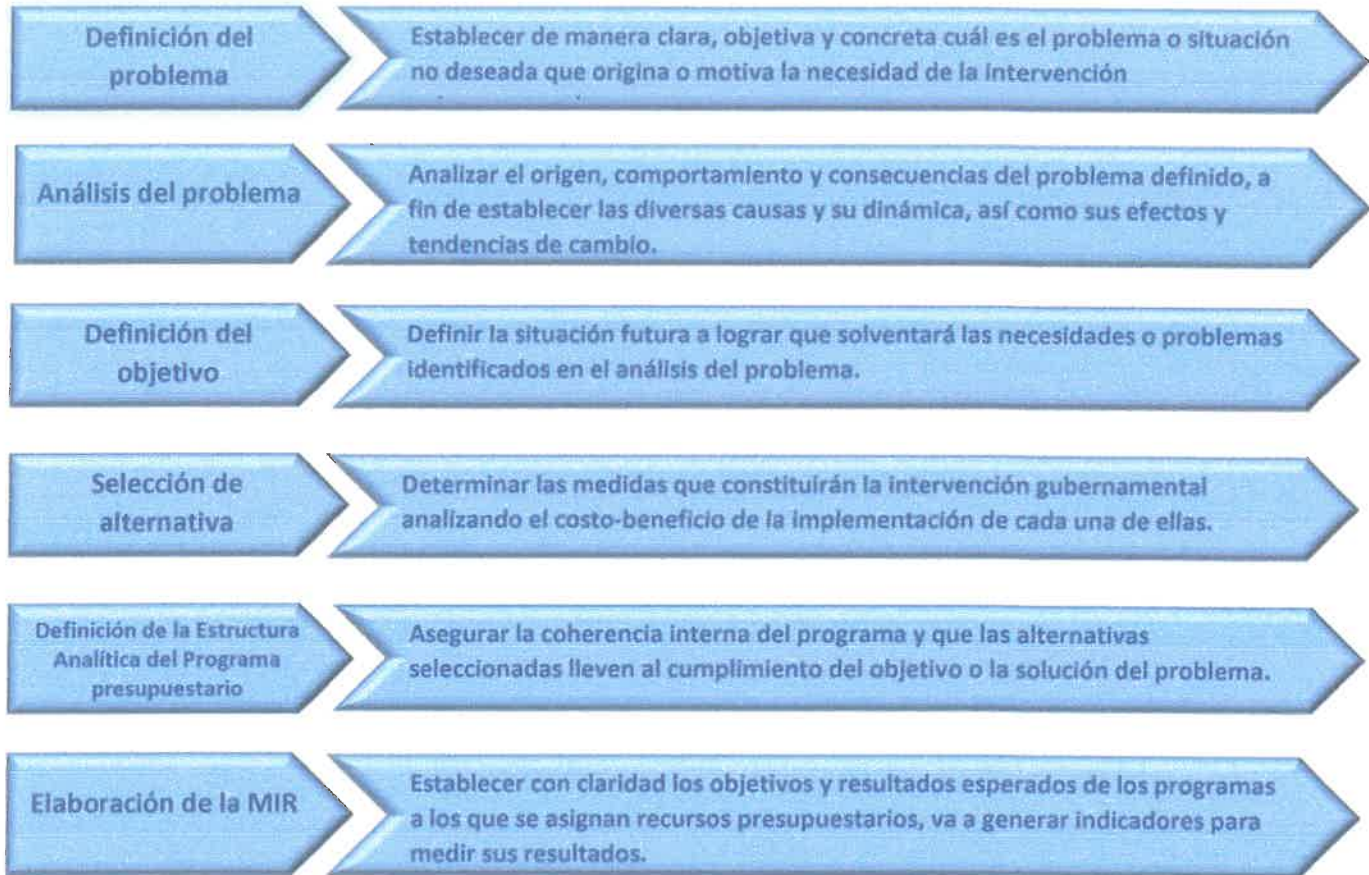 Definición del
problema
Establecer de manera clara, objetiva y concreta cuál es el problema o situación
no deseada que origina o motiva la necesidad de la intervención
Análisis del problema
Analizar el origen, comportamiento y consecuencias del problema definido, a
fin de establecer las diversas causas y su dinámica, así como sus efectos y
tendencias de cambio.
Definición del
objetivo
Definir la situación futura a lograr que solventará las necesidades o problemas
identificados en el análisis del problema.
Selección de
alternativa
Determinar las medidas que constituirán la intervención gubernamental
analizando el costo-beneficio de la implementación de cada una de ellas.
Definición de la Estructura
Analítica del Programa
presupuestario
Asegurar la coherencia interna del programa y que las alternativas
seleccionadas lleven al cumplimiento del objetivo o la solución del problema.
Elaboración de la MIR
Establecer con claridad los objetivos y resultados esperados de los programas
a los que se asignan recursos presupuestarios, va a generar indicadores para
medir sus resultados.